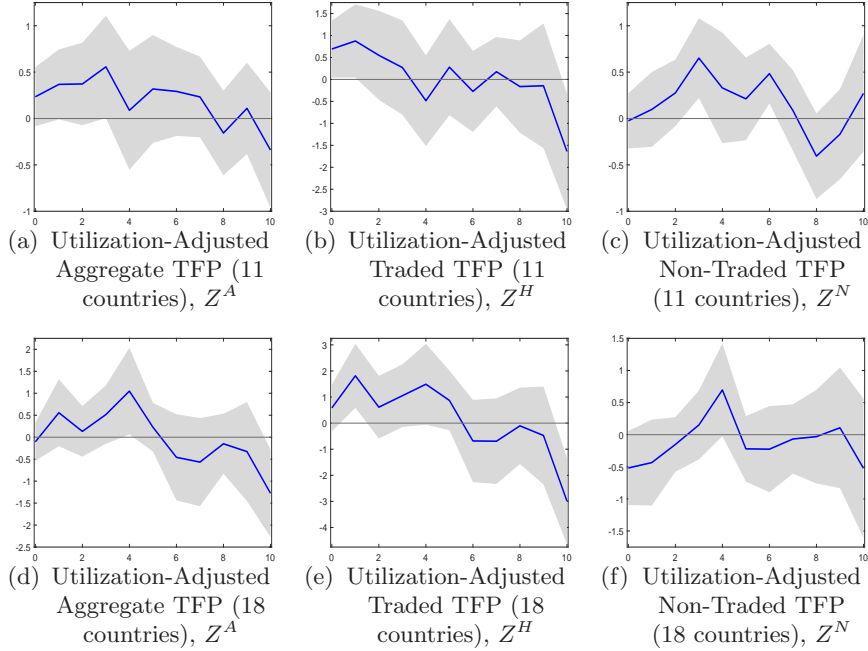 1
0.5
0
-0.5
-1
0 2 4 6 8 10
1.5
1
0.5
0
-0.5
-1
-1.5
-2
-2.5
-3
0 2 4 6 8 10
1
0.5
0
-0.5
-1
0 2 4 6 8 10
(a) Utilization-Adjusted
Aggregate TFP (11
countries), Z^A
(b) Utilization-Adjusted
Traded TFP (11
countries), Z^H
(c) Utilization-Adjusted
Non-Traded TFP
(11 countries), Z^N
2
1.5
1
0.5
0
-0.5
-1
-1.5
-2
-2.5
0 2 4 6 8 10
3
2
1
0
-1
-2
-3
-4
0 2 4 6 8 10
1.5
1
0.5
0
-0.5
-1
-1.5
0 2 4 6 8 10
(d) Utilization-Adjusted
Aggregate TFP (18
countries), Z^A
(e) Utilization-Adjusted
Traded TFP (18
countries), Z^H
(f) Utilization-Adjusted
Non-Traded TFP
(18 countries), Z^N